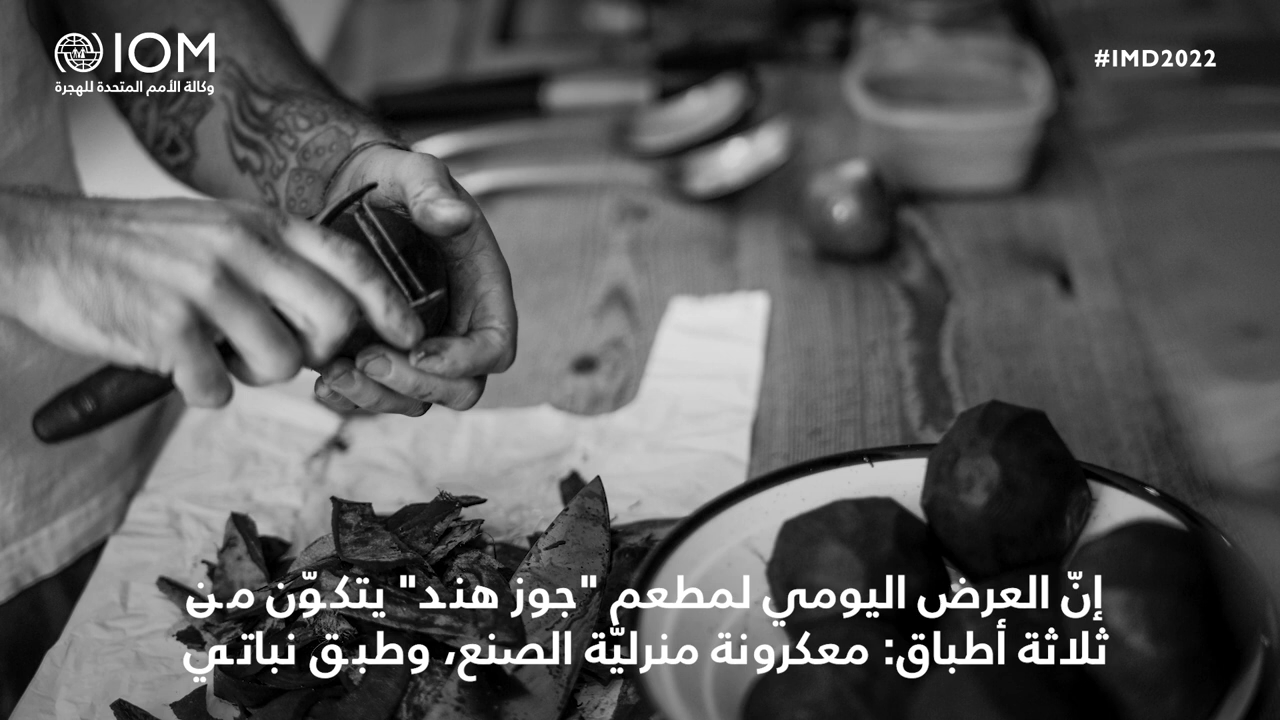 IOM
وكالة الأمم المتحدة للهجرة
#IMD2022
إنّ العرض اليومي لمطعم "جوز هند" يتكوّن من
ثلاثة أطباق: معكرونة منرليّة الصنع، وطبق نباتي